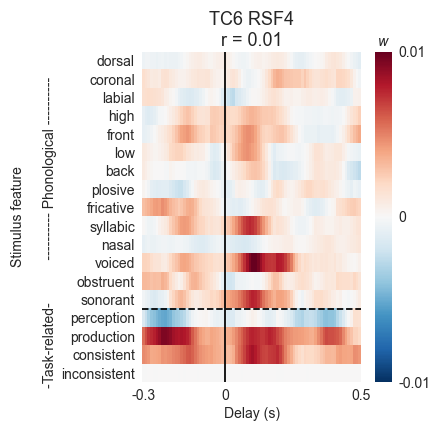 TC6 RSF4
r = 0.01
w
Stimulus feature
---------- Phonological ----------
-Task-related-
dorsal
coronal
labial
high
front
low
back
plosive
fricative
syllabic
nasal
voiced
obstruent
sonorant
perception
production
consistent
inconsistent
0.01
0
-0.01
-0.3
0
0.5
Delay (s)